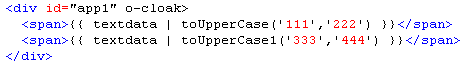 <div id="app1" o-cloak>
    <span>{{ textdata | toUpperCase('111','222') }}</span>
    <span>{{ textdata | toUpperCase1('333','444') }}</span>
</div>